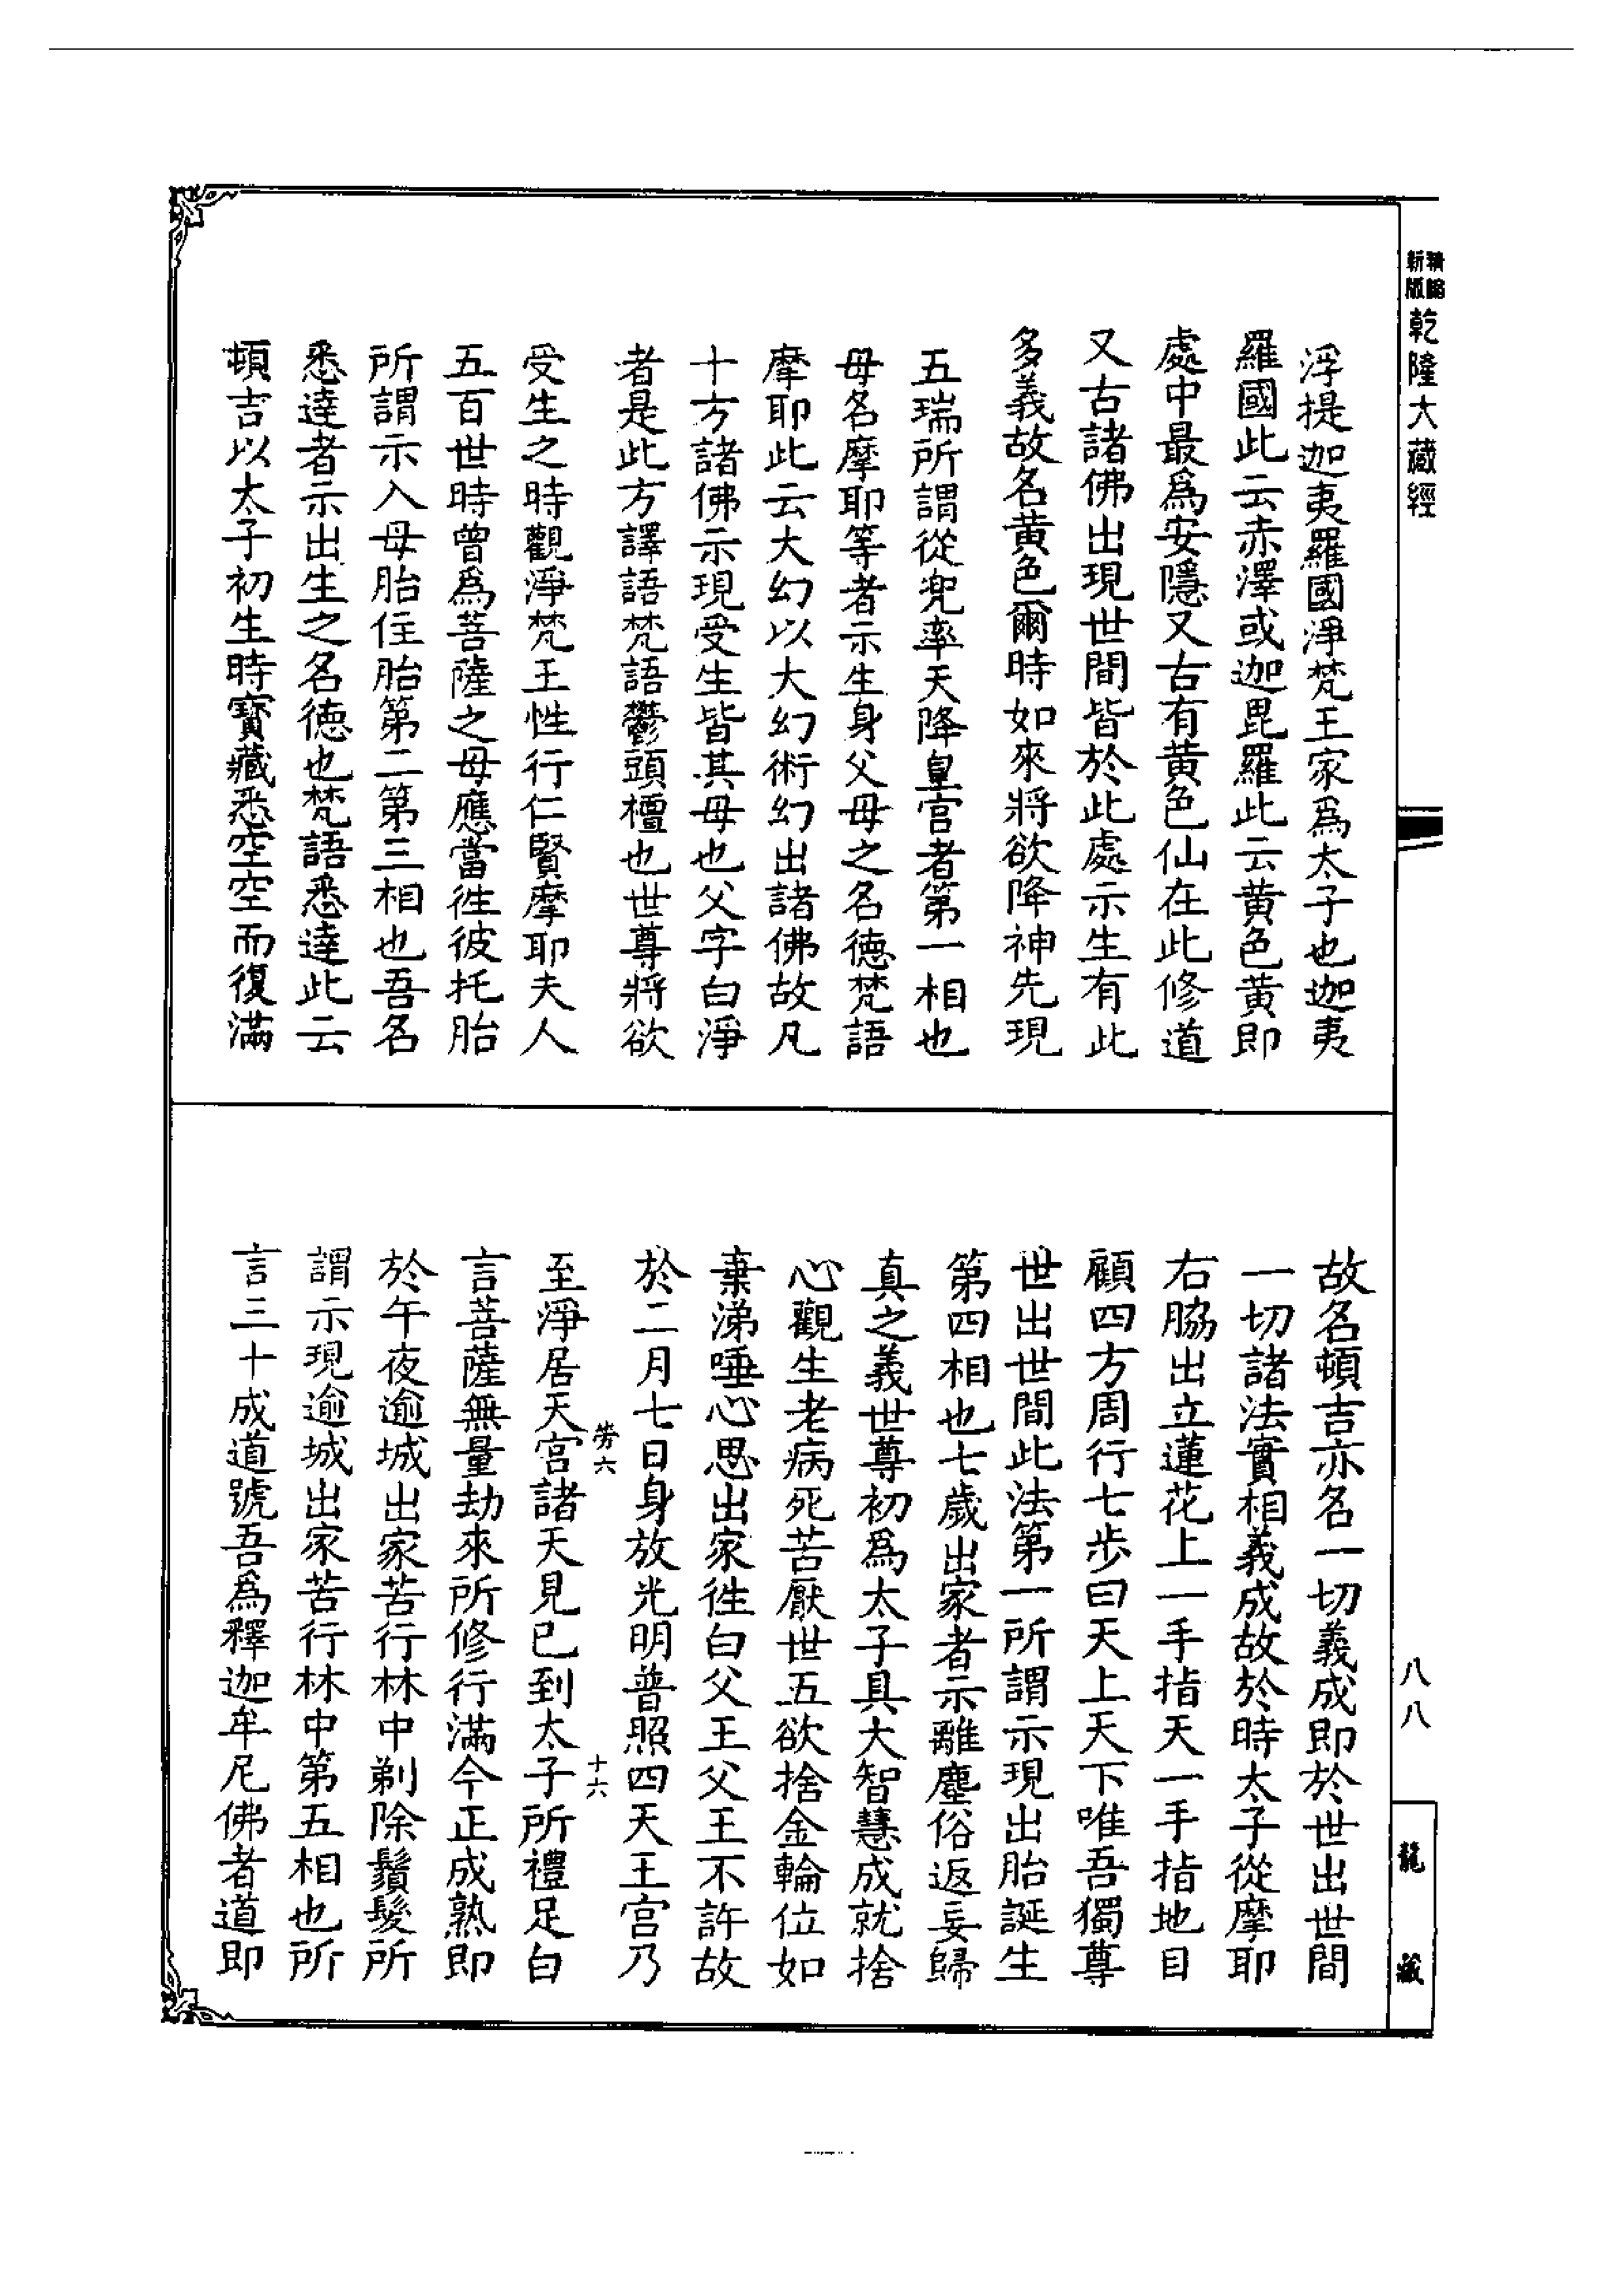 新版精縮
乾隆大藏經
浮提迦夷羅國淨梵王家爲太子也迦夷
羅國此云赤澤或迦毘羅此云黃色黃即
處中最爲安隱又古有黃色仙在此修道
又古諸佛出現世間皆於此處示生有此
多義故名黃色爾時如來將欲降神先現
五瑞所謂從兜率天降皇宮者第一相也
母名摩耶等者示生身父母之名德梵語
摩耶此云大幻以大幻術幻出諸佛故凡
十方諸佛示現受生皆其母也父字白淨
者是此方譯語梵語鬱頭檀也世尊將欲
受生之時觀淨梵王性行仁賢摩耶夫人
五百世時曾爲菩薩之母應當徃彼托胎
所謂示入母胎住胎第二第三相也吾名
悉達者示出生之名德也梵語悉達此云
頓吉以太子初生時寶藏悉空空而復滿
故名頓吉亦名一切義成即於世出世間
一切諸法實相義成故於時太子從摩耶
右脇出立蓮花上一手指天一手指地目
顧四方周行七步曰天上天下唯吾獨尊
世出世間此法第一所謂示現出胎誕生
第四相也七歲出家者示離塵俗返妄歸
真之義世尊初爲太子具大智慧成就捨
心觀生老病死苦厭世五欲捨金輪位如
棄涕唾心思出家徃白父王父王不許故
於二月七日身放光明普照四天王宮乃
勞六
十六
至淨居天宮諸天見已到太子所禮足白
言菩薩無量劫來所修行滿今正成熟即
於午夜逾城出家苦行林中剃除鬚髮所
謂示現逾城出家苦行林中第五相也所
言三十成道號吾爲釋迦牟尼佛者道即
八八
龍藏